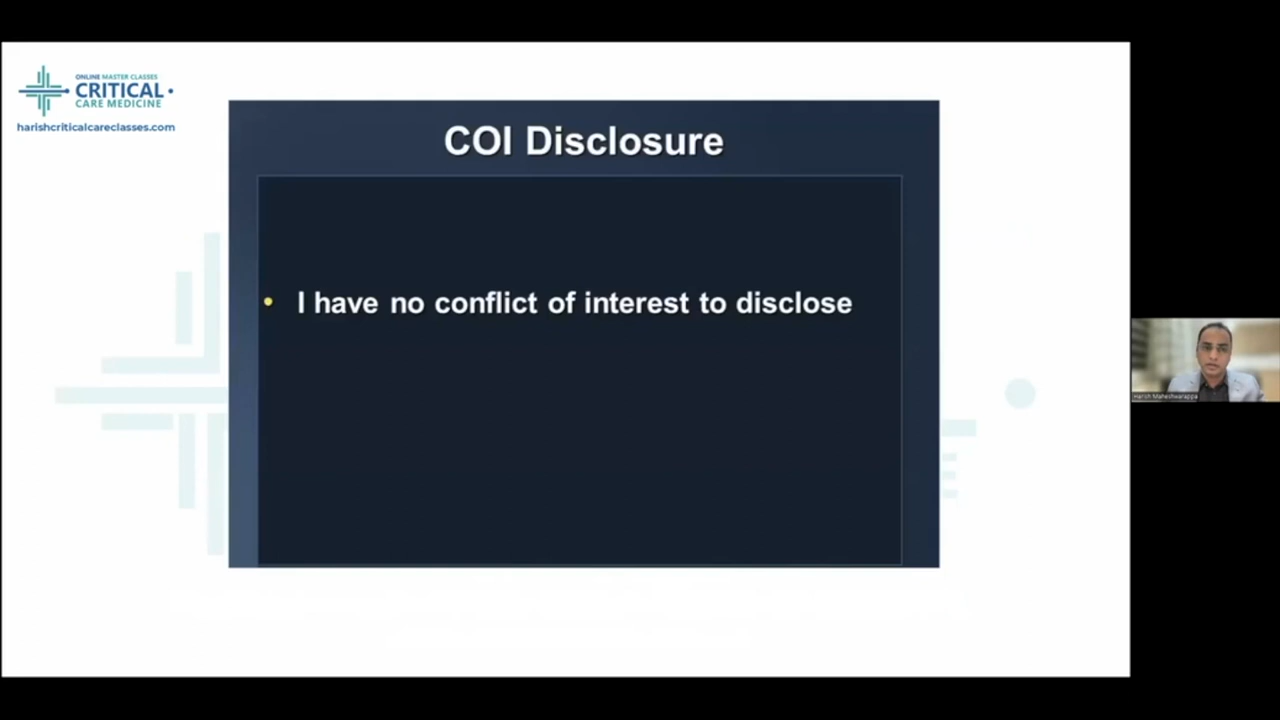 ONLINE MASTER CLASSES
CRITICAL
CARE MEDICINE
harishcriticalcareclasses.com
COI Disclosure
• I have no conflict of interest to disclose
Harish Maheshwarappa